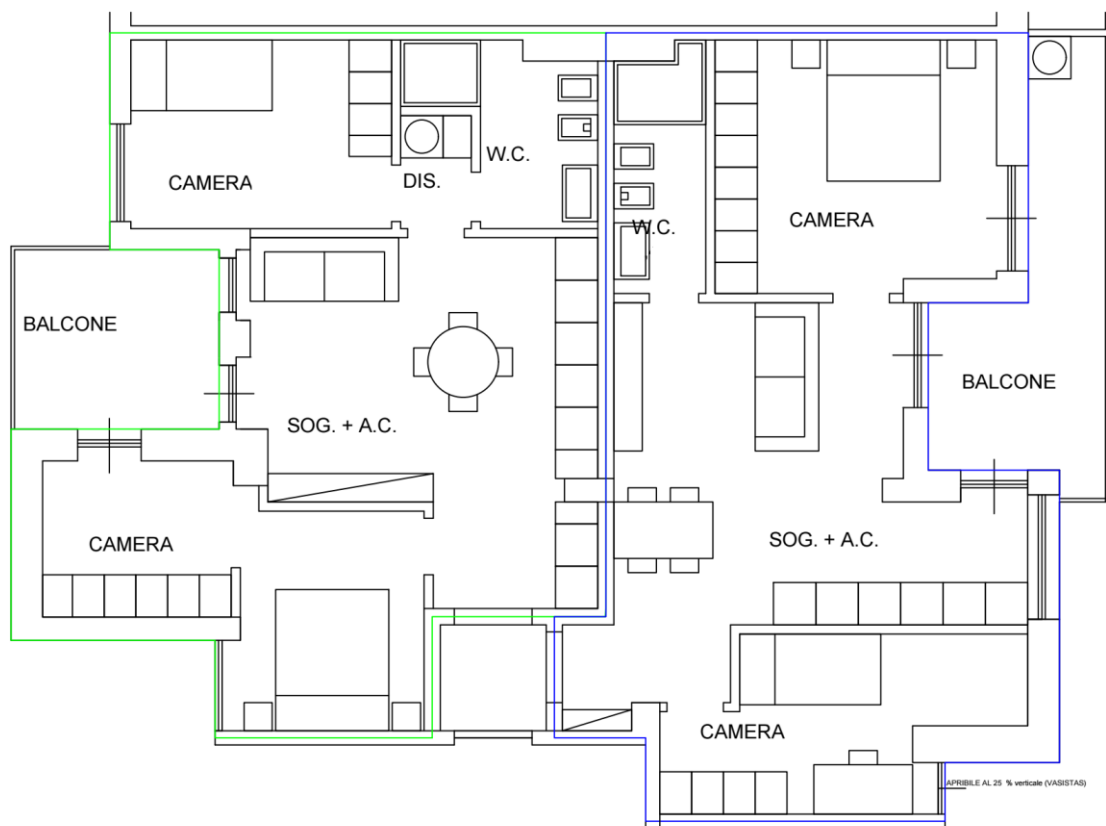 CAMERA
DIS.
W.C.
W.C.
CAMERA
BALCONE
SOG. + A.C.
BALCONE
CAMERA
SOG. + A.C.
CAMERA
APRIBILE AL 25 % verticale (VASISTAS)